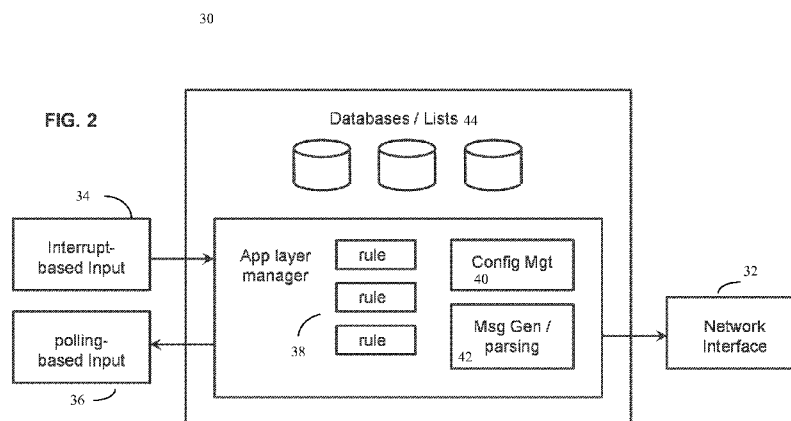 30
FIG. 2
Databases / Lists 44
34
Interrupt-
based Input
App layer
manager
rule
rule
rule
38
Config Mgt
40
Msg Gen /
parsing
42
32
Network
Interface
polling-
based Input
36